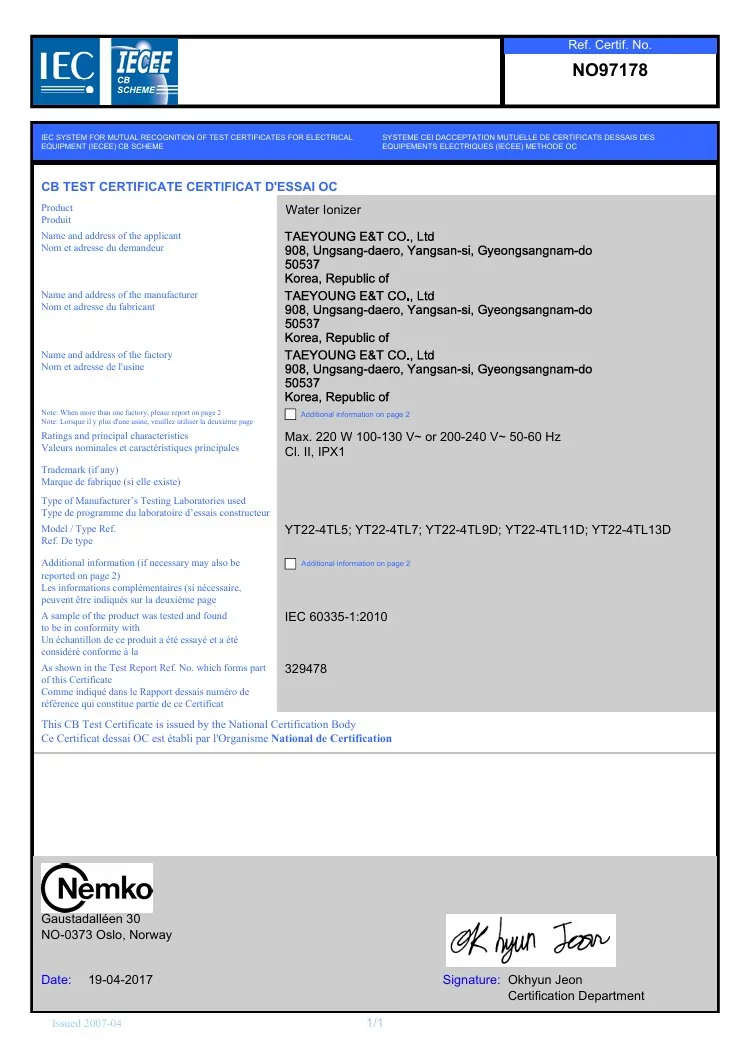 IEC
IECEE
CB
SCHEME
Ref. Certif. No.
NO97178
IEC SYSTEM FOR MUTUAL RECOGNITION OF TEST CERTIFICATES FOR ELECTRICAL
EQUIPMENT (IECEE) CB SCHEME
SYSTEME CEI DACCEPTATION MUTUELLE DE CERTIFICATS DESSAIS DES
EQUIPEMENTS ELECTRIQUES (IECEE) METHODE OC
CB TEST CERTIFICATE CERTIFICAT D'ESSAI OC
Product
Produit
Water Ionizer
Name and address of the applicant
Nom et adresse du demandeur
TAEYOUNG E&T CO., Ltd
908, Ungsang-daero, Yangsan-si, Gyeongsangnam-do
50537
Korea, Republic of
Name and address of the manufacturer
Nom et adresse du fabricant
TAEYOUNG E&T CO., Ltd
908, Ungsang-daero, Yangsan-si, Gyeongsangnam-do
50537
Korea, Republic of
Name and address of the factory
Nom et adresse de l'usine
TAEYOUNG E&T CO., Ltd
908, Ungsang-daero, Yangsan-si, Gyeongsangnam-do
50537
Korea, Republic of
Note: When more than one factory, please report on page 2
Note: Lorsque il y plus d'une usine, veuillez utiliser la deuxième page
Additional information on page 2
Ratings and principal characteristics
Valeurs nominales et caractéristiques principales
Max. 220 W 100-130 V~ or 200-240 V~ 50-60 Hz
Cl. II, IPX1
Trademark (if any)
Marque de fabrique (si elle existe)
Type of Manufacturer's Testing Laboratories used
Type de programme du laboratoire d'essais constructeur
Model / Type Ref.
Ref. De type
YT22-4TL5; YT22-4TL7; YT22-4TL9D; YT22-4TL11D; YT22-4TL13D
Additional information (if necessary may also be
reported on page 2)
Les informations complémentaires (si nécessaire,
peuvent être indiqués sur la deuxième page
Additional information on page 2
A sample of the product was tested and found
to be in conformity with
Un échantillon de ce produit a été essayé et a été
considéré conforme à la
IEC 60335-1:2010
As shown in the Test Report Ref. No. which forms part
of this Certificate
Comme indiqué dans le Rapport dessais numéro de
référence qui constitue partie de ce Certificat
329478
This CB Test Certificate is issued by the National Certification Body
Ce Certificat dessai OC est établi par l'Organisme National de Certification
Nemko
Gaustadalléen 30
NO-0373 Oslo, Norway
OK hyun Jeon
Date: 19-04-2017
Signature: Okhyun Jeon
Certification Department
Issued 2007-04
1/1